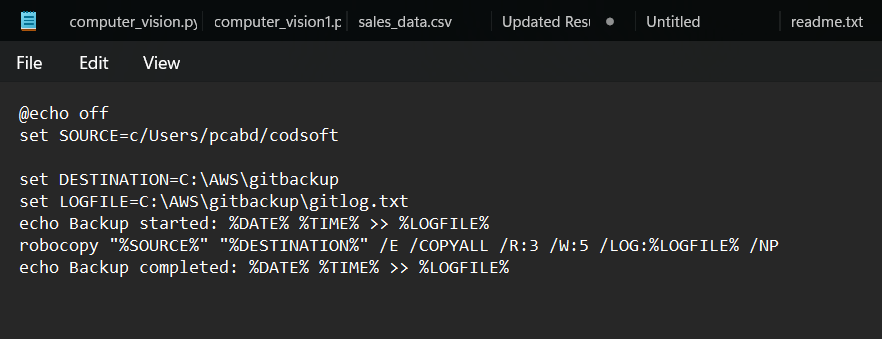 computer_vision.py
computer_vision1.p
sales_data.csv
Updated Resu
Untitled
readme.txt
File
Edit
View
@echo off
set SOURCE=c/Users/pcabd/codsoft
set DESTINATION=C:\AWS\gitbackup
set LOGFILE=C:\AWS\gitbackup\gitlog.txt
echo Backup started: %DATE% %TIME% >> %LOGFILE%
robocopy "%SOURCE%" "%DESTINATION%" /E /COPYALL /R:3 /W:5 /LOG:%LOGFILE% /NP
echo Backup completed: %DATE% %TIME% >> %LOGFILE%